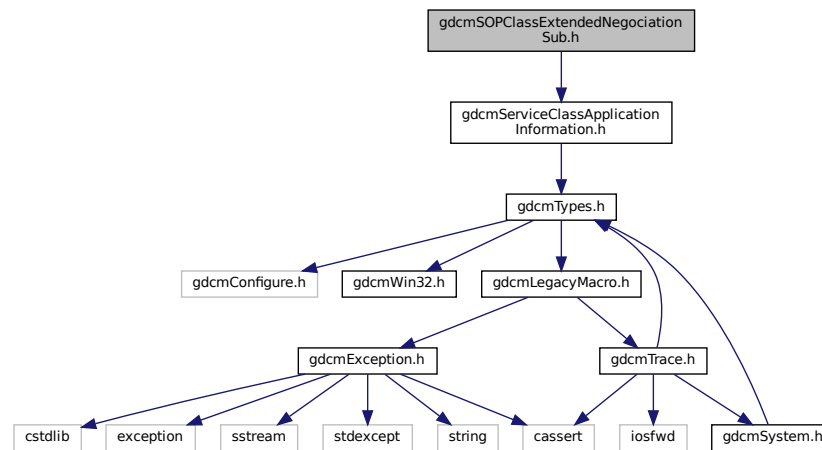 gdcmSOPClassExtendedNegociation
Sub.h
gdcmServiceClassApplication
Information.h
gdcmTypes.h
gdcmConfigure.h
gdcmWin32.h
gdcmLegacyMacro.h
gdcmException.h
gdcmTrace.h
cstdlib
exception
sstream
stdexcept
string
cassert
iosfwd
gdcmSystem.h